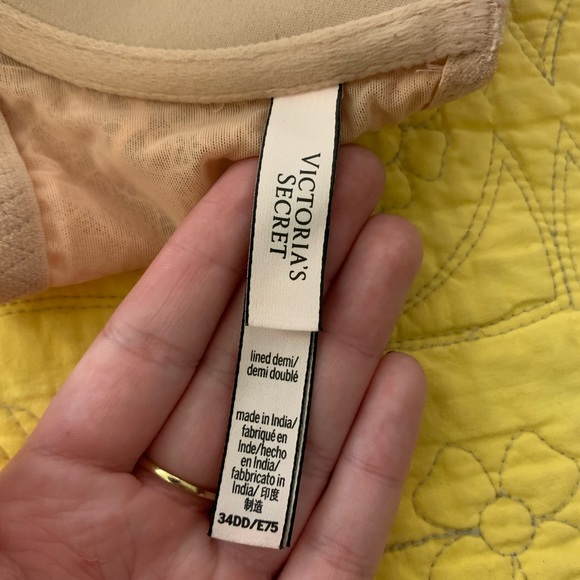 VICTORIA'S
SECRET
lined demi/
demi doublé
made in India/
fabriqué en
Inde/hecho
en India/
fabbricato in
India/ 印度
制造
34DD/E75